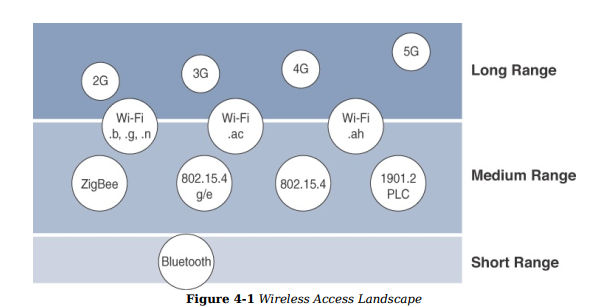 2G
3G
4G
5G
Long Range
Wi-Fi
.b, .g, .n
Wi-Fi
.ac
Wi-Fi
.ah
ZigBee
802.15.4
g/e
802.15.4
1901.2
PLC
Medium Range
Bluetooth
Short Range
Figure 4-1 Wireless Access Landscape